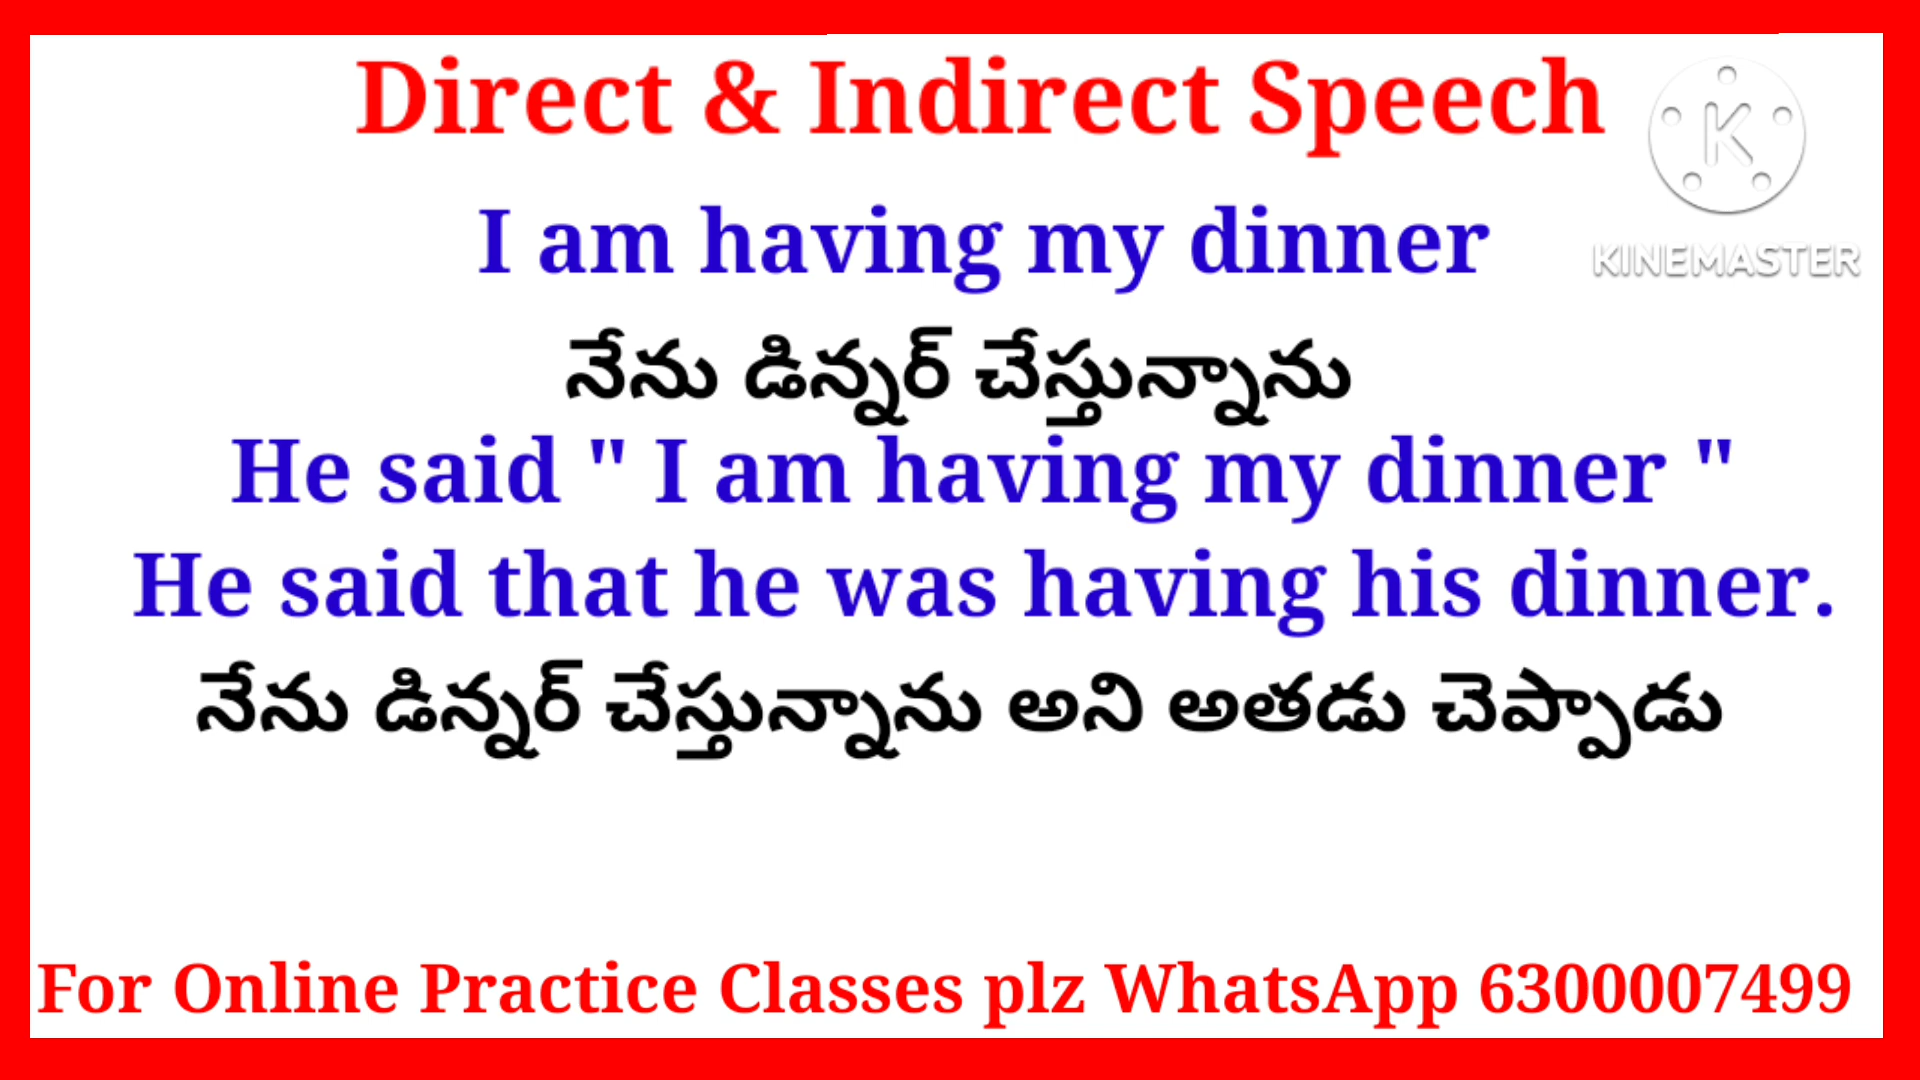 Direct & Indirect Speech
I am having my dinner
KINEMASTER
నేను డిన్నర్ చేస్తున్నాను
He said " I am having my dinner "
He said that he was having his dinner.
నేను డిన్నర్ చేస్తున్నాను అని అతడు చెప్పాడు
For Online Practice Classes plz WhatsApp 6300007499